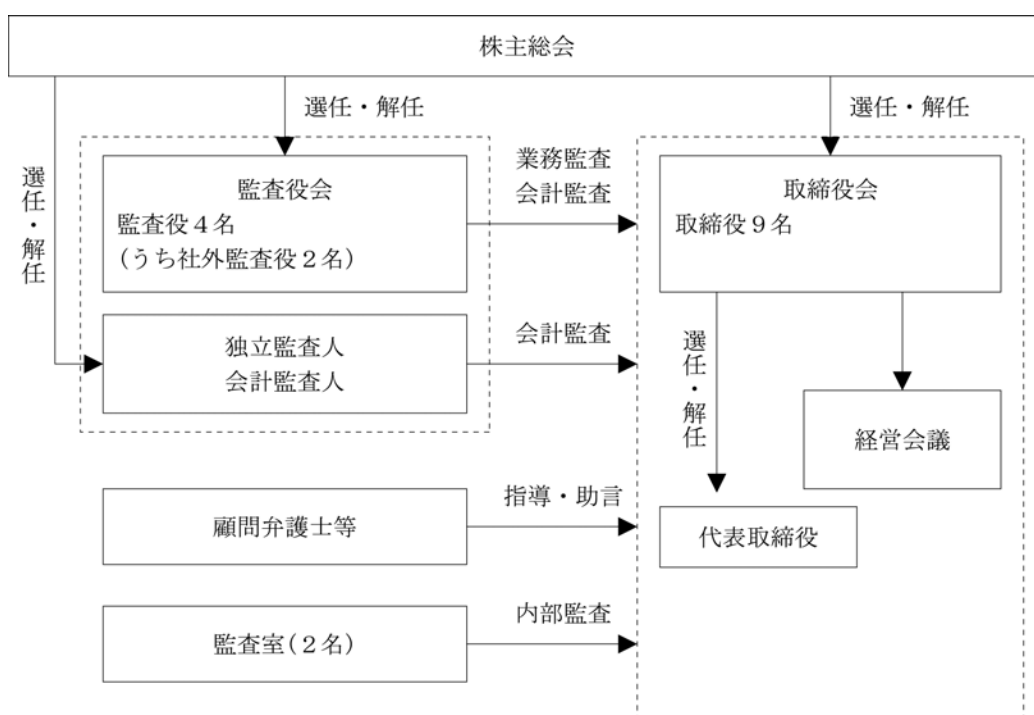 株主総会
選任・解任
選任・解任
選任・解任
監査役会
監査役4名
(うち社外監査役2名)
業務監査
会計監査
取締役会
取締役9名
独立監査人
会計監査人
会計監査
選任・解任
経営会議
顧問弁護士等
指導・助言
代表取締役
監査室(2名)
内部監査